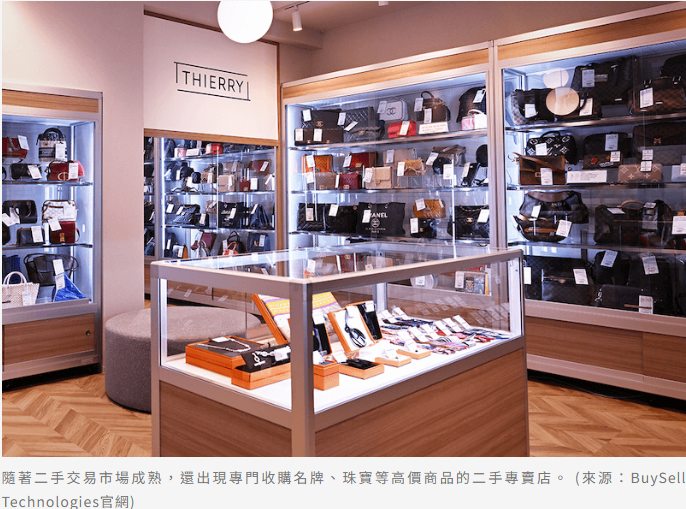 THIERRY
CHANEL
隨著二手交易市場成熟，還出現專門收購名牌、珠寶等高價商品的二手專賣店。 (來源：BuySell
Technologies官網)